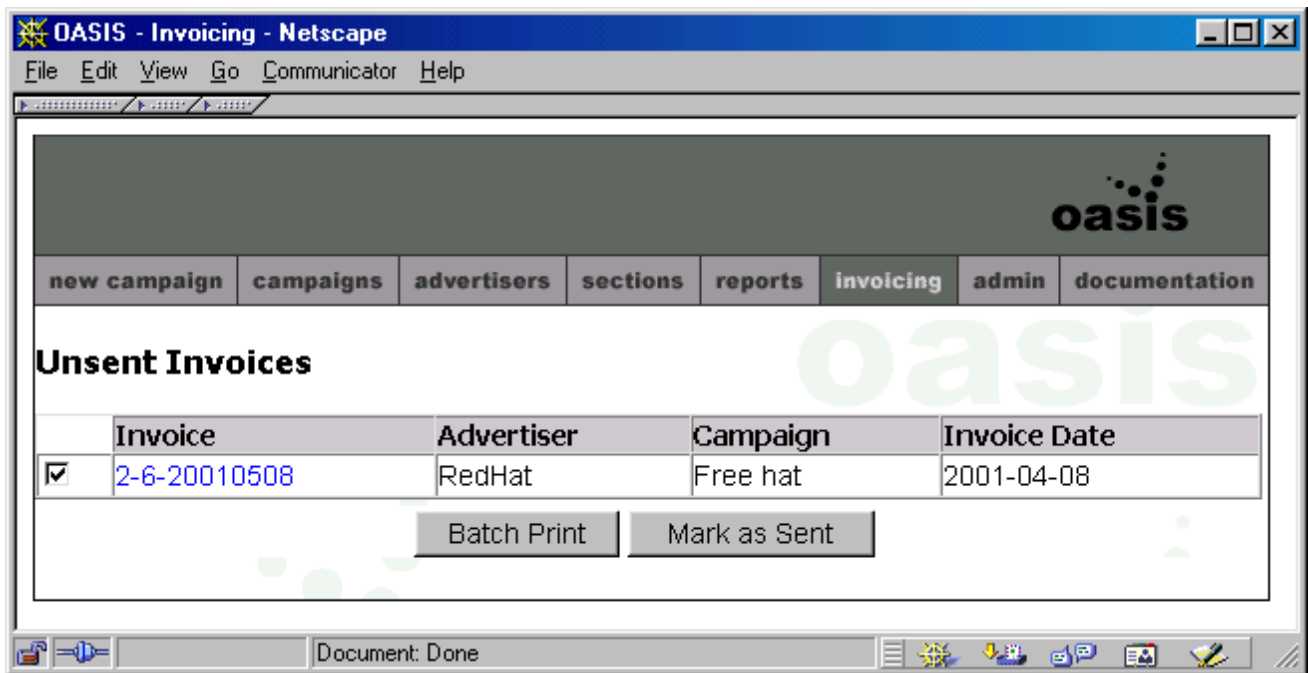 OASIS - Invoicing - Netscape
File Edit View Go Communicator Help
oasis
new campaign campaigns advertisers sections reports invoicing admin documentation
oasis
Unsent Invoices
Invoice Advertiser Campaign Invoice Date
2-6-20010508 RedHat Free hat 2001-04-08
Batch Print Mark as Sent
Document: Done